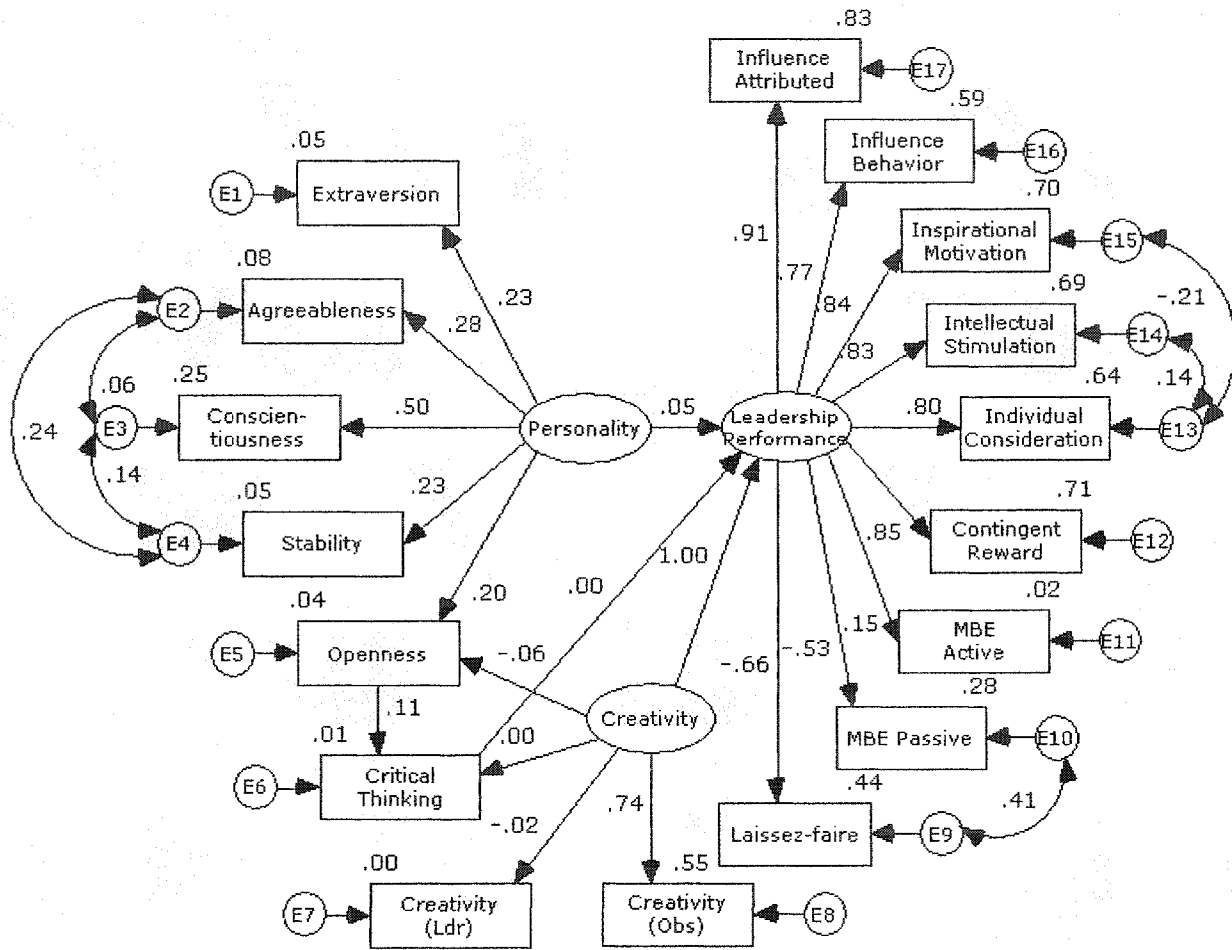 .83
Influence
Attributed
E17
.59
Influence
Behavior
E16
.05
Extraversion
E1
.70
Inspirational
Motivation
E15
.91
.77
.84
.08
Agreeableness
E2
.23
.28
.69
-.21
Intellectual
Stimulation
E14
.83
.64
.14
.06
.25
Conscien-
tiousness
E3
.50
Personality
.05
Leadership
Performance
.80
Individual
Consideration
E13
.24
.14
.05
Stability
E4
.23
.71
Contingent
Reward
E12
.85
1.00
.00
.20
.04
Openness
E5
-.06
.02
MBE
Active
E11
.15
-.53
-.66
.28
MBE Passive
E10
.11
.01
Critical
Thinking
E6
Creativity
.00
.44
.41
Laissez-faire
E9
-.02
.74
.00
Creativity
(Ldr)
E7
.55
Creativity
(Obs)
E8